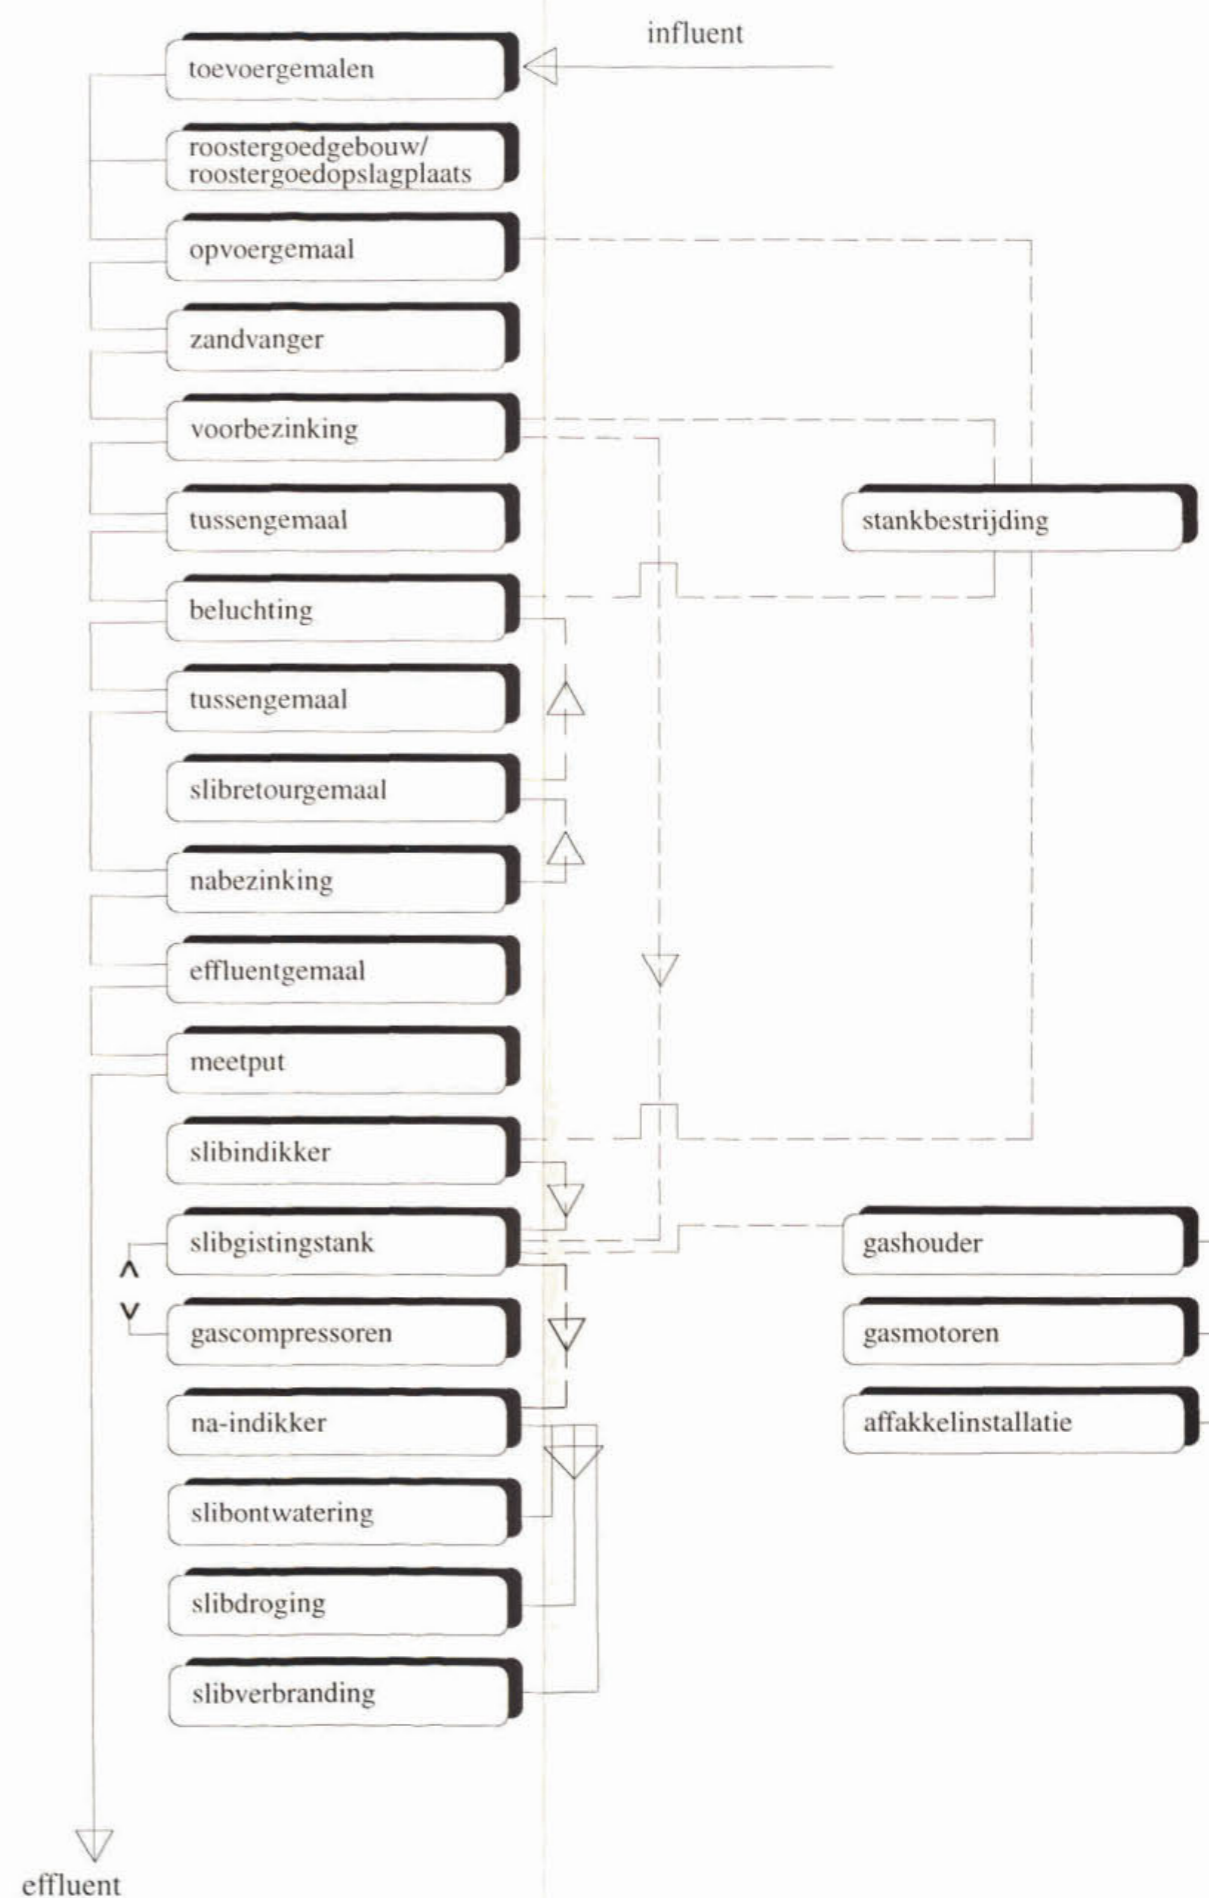 influent
toevoergemalen
roostergoedgebouw/
roostergoedopslagplaats
opvoergemaal
zandvanger
voorbezinking
tussengemaal
stankbestrijding
beluchting
tussengemaal
slibretourgemaal
nabezinking
effluentgemaal
meetput
slibindikker
slibgistingstank
gashouder
gascompressoren
gasmotoren
na-indikker
affakkelinstallatie
slibontwatering
slibdroging
slibverbranding
effluent